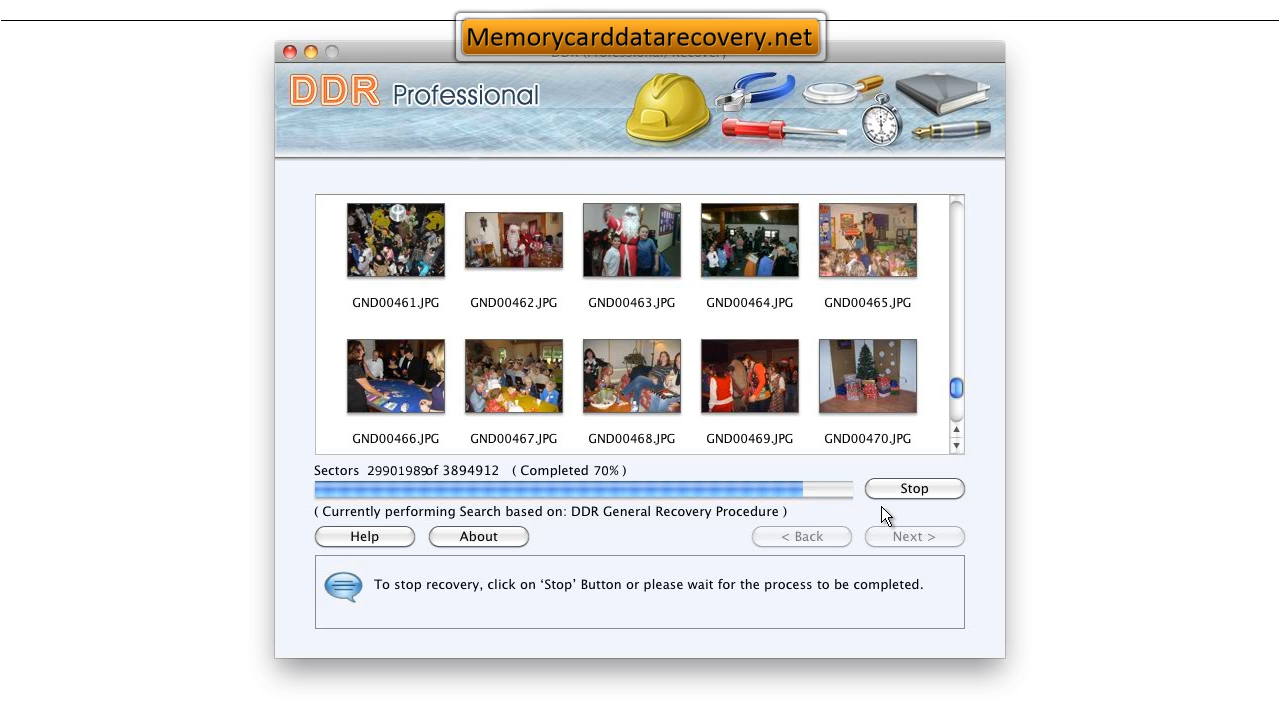 Memorycarddatarecovery.net
DDR Professional
GND00461.JPG GND00462.JPG GND00463.JPG GND00464.JPG GND00465.JPG
GND00466.JPG GND00467.JPG GND00468.JPG GND00469.JPG GND00470.JPG
Sectors 29901989of 3894912 ( Completed 70% )
Stop
( Currently performing Search based on: DDR General Recovery Procedure )
Help About < Back Next >
To stop recovery, click on ‘Stop’ Button or please wait for the process to be completed.